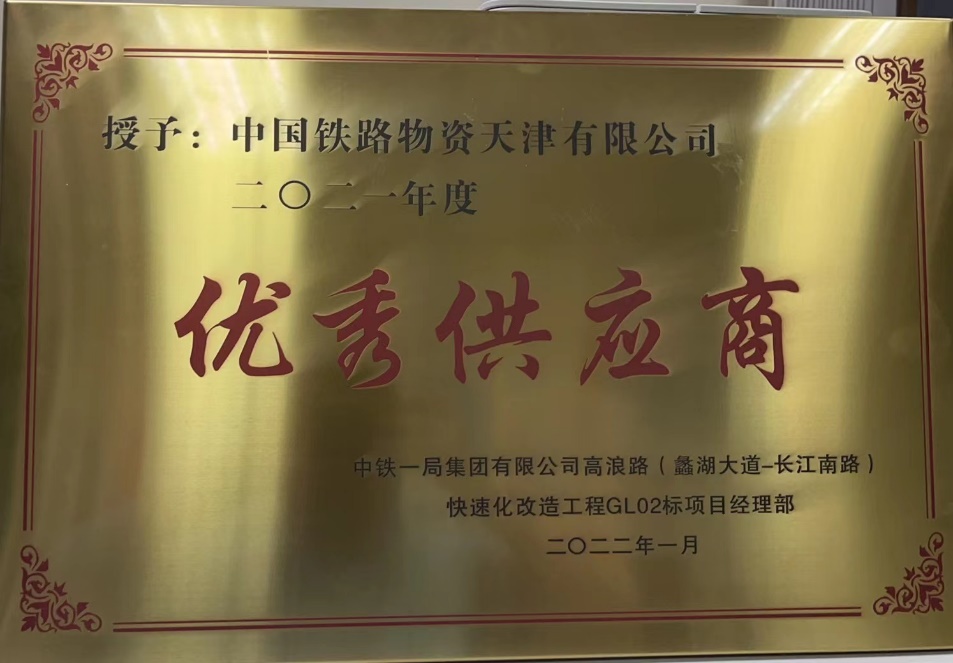 授予：中国铁路物资天津有限公司
二〇二一年度
优秀供应商
中铁一局集团有限公司高浪路（蠡湖大道-长江南路）
快速化改造工程GL02标项目经理部
二〇二二年一月